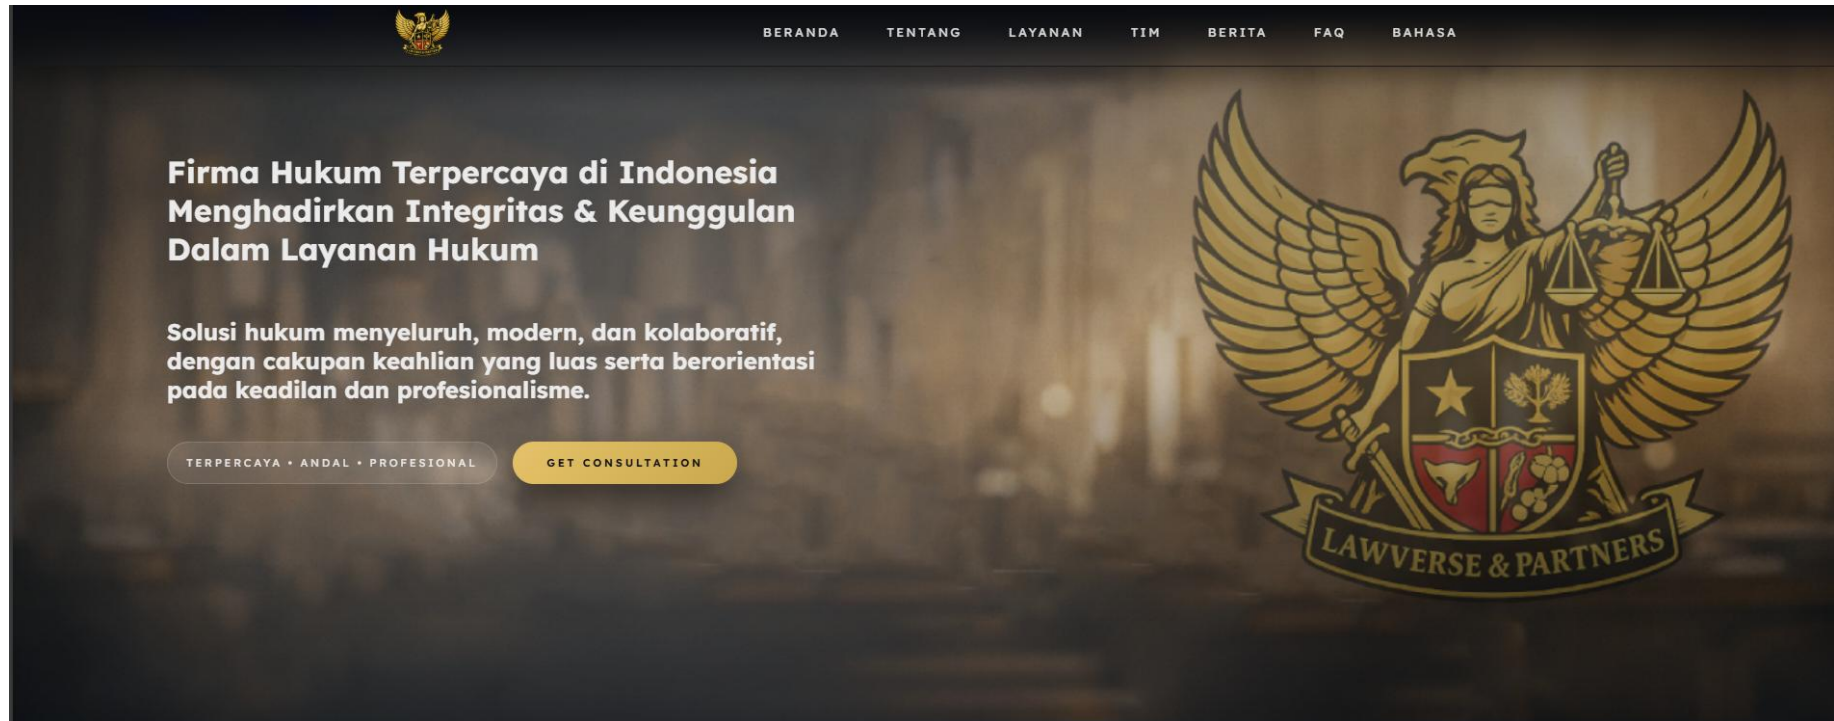 BERANDA TENTANG LAYANAN TIM BERITA FAQ BAHASA
Firma Hukum Terpercaya di Indonesia
Menghadirkan Integritas & Keunggulan
Dalam Layanan Hukum
Solusi hukum menyeluruh, modern, dan kolaboratif,
dengan cakupan keahlian yang luas serta berorientasi
pada keadilan dan profesionalisme.
TERPERCAYA • ANDAL • PROFESIONAL
GET CONSULTATION
LAWVERSE & PARTNERS